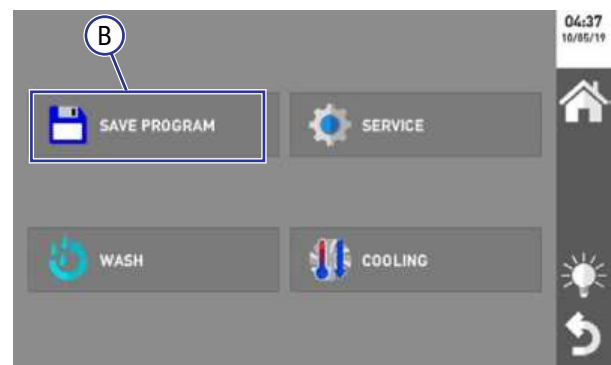 B
04:37
10/05/19
SAVE PROGRAM
SERVICE
WASH
COOLING